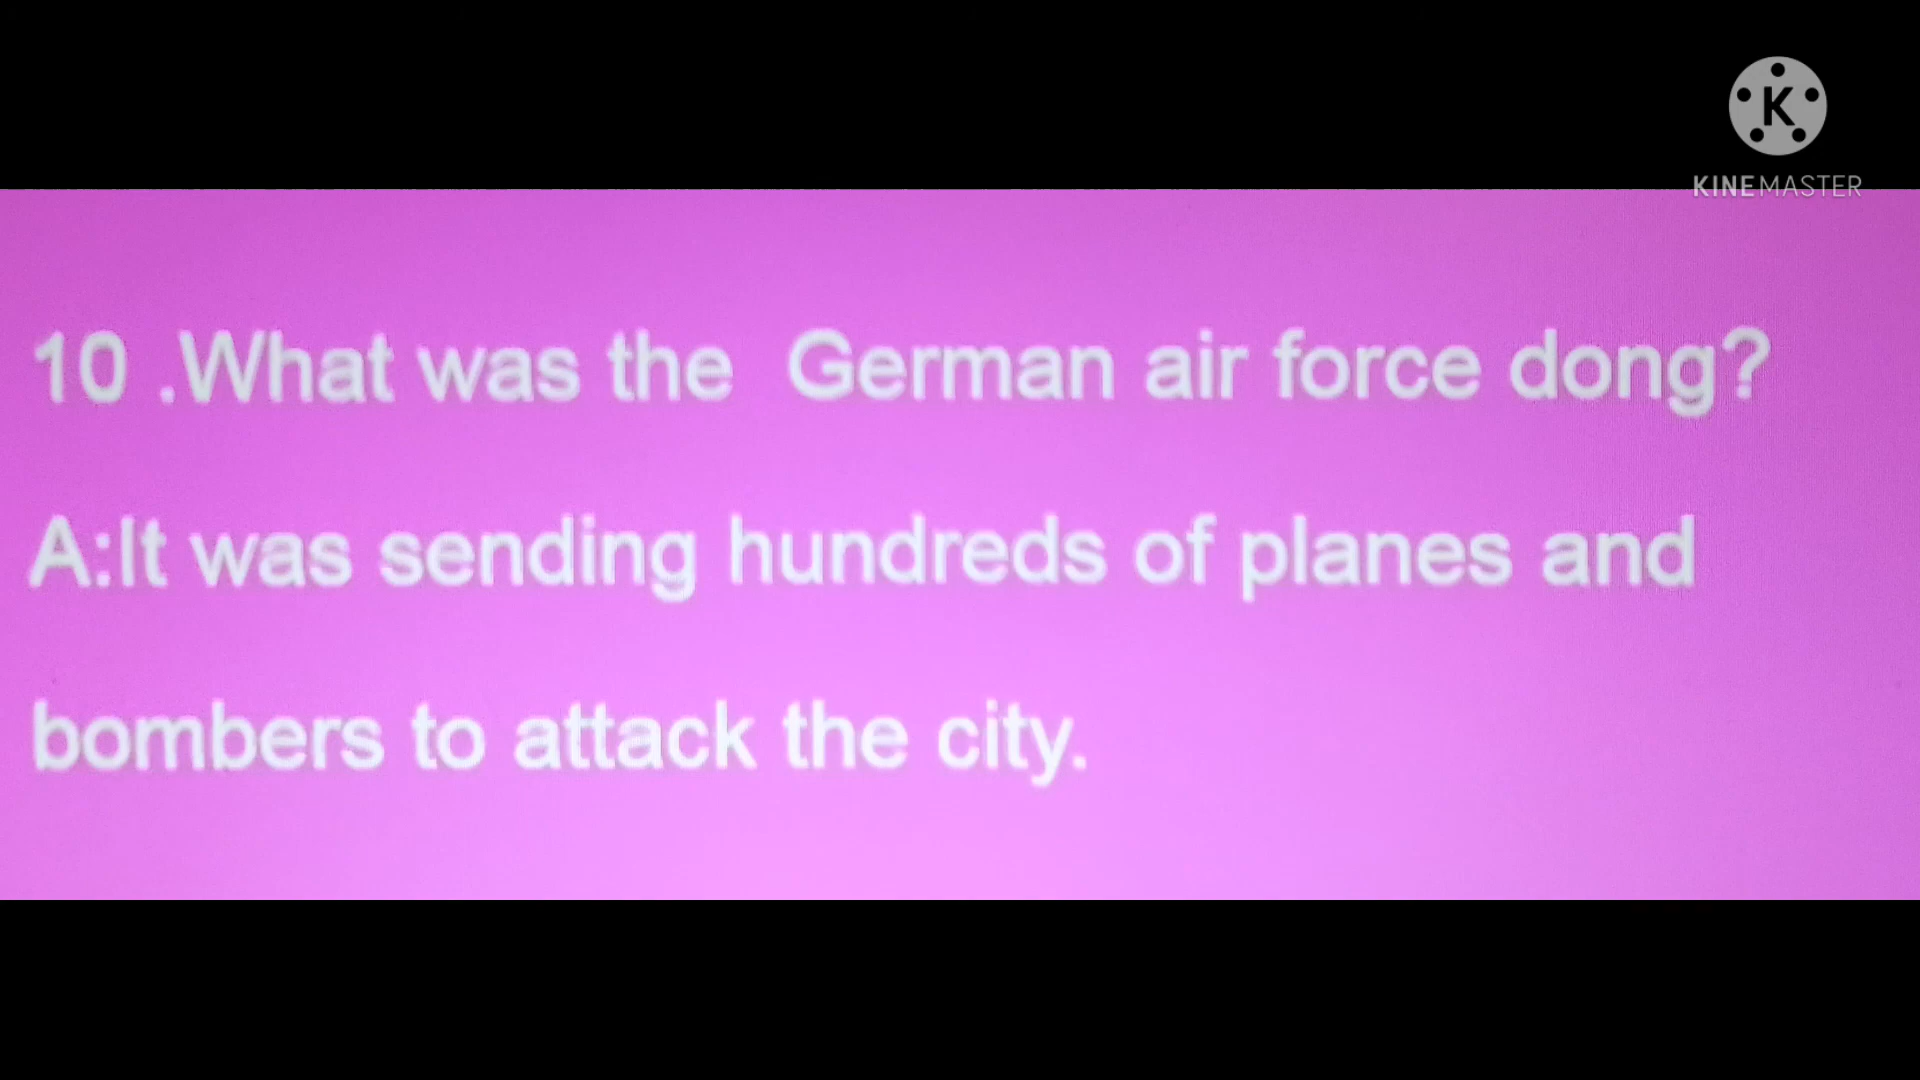 K
KINEMASTER
10 .What was the German air force dong?
A:It was sending hundreds of planes and
bombers to attack the city.